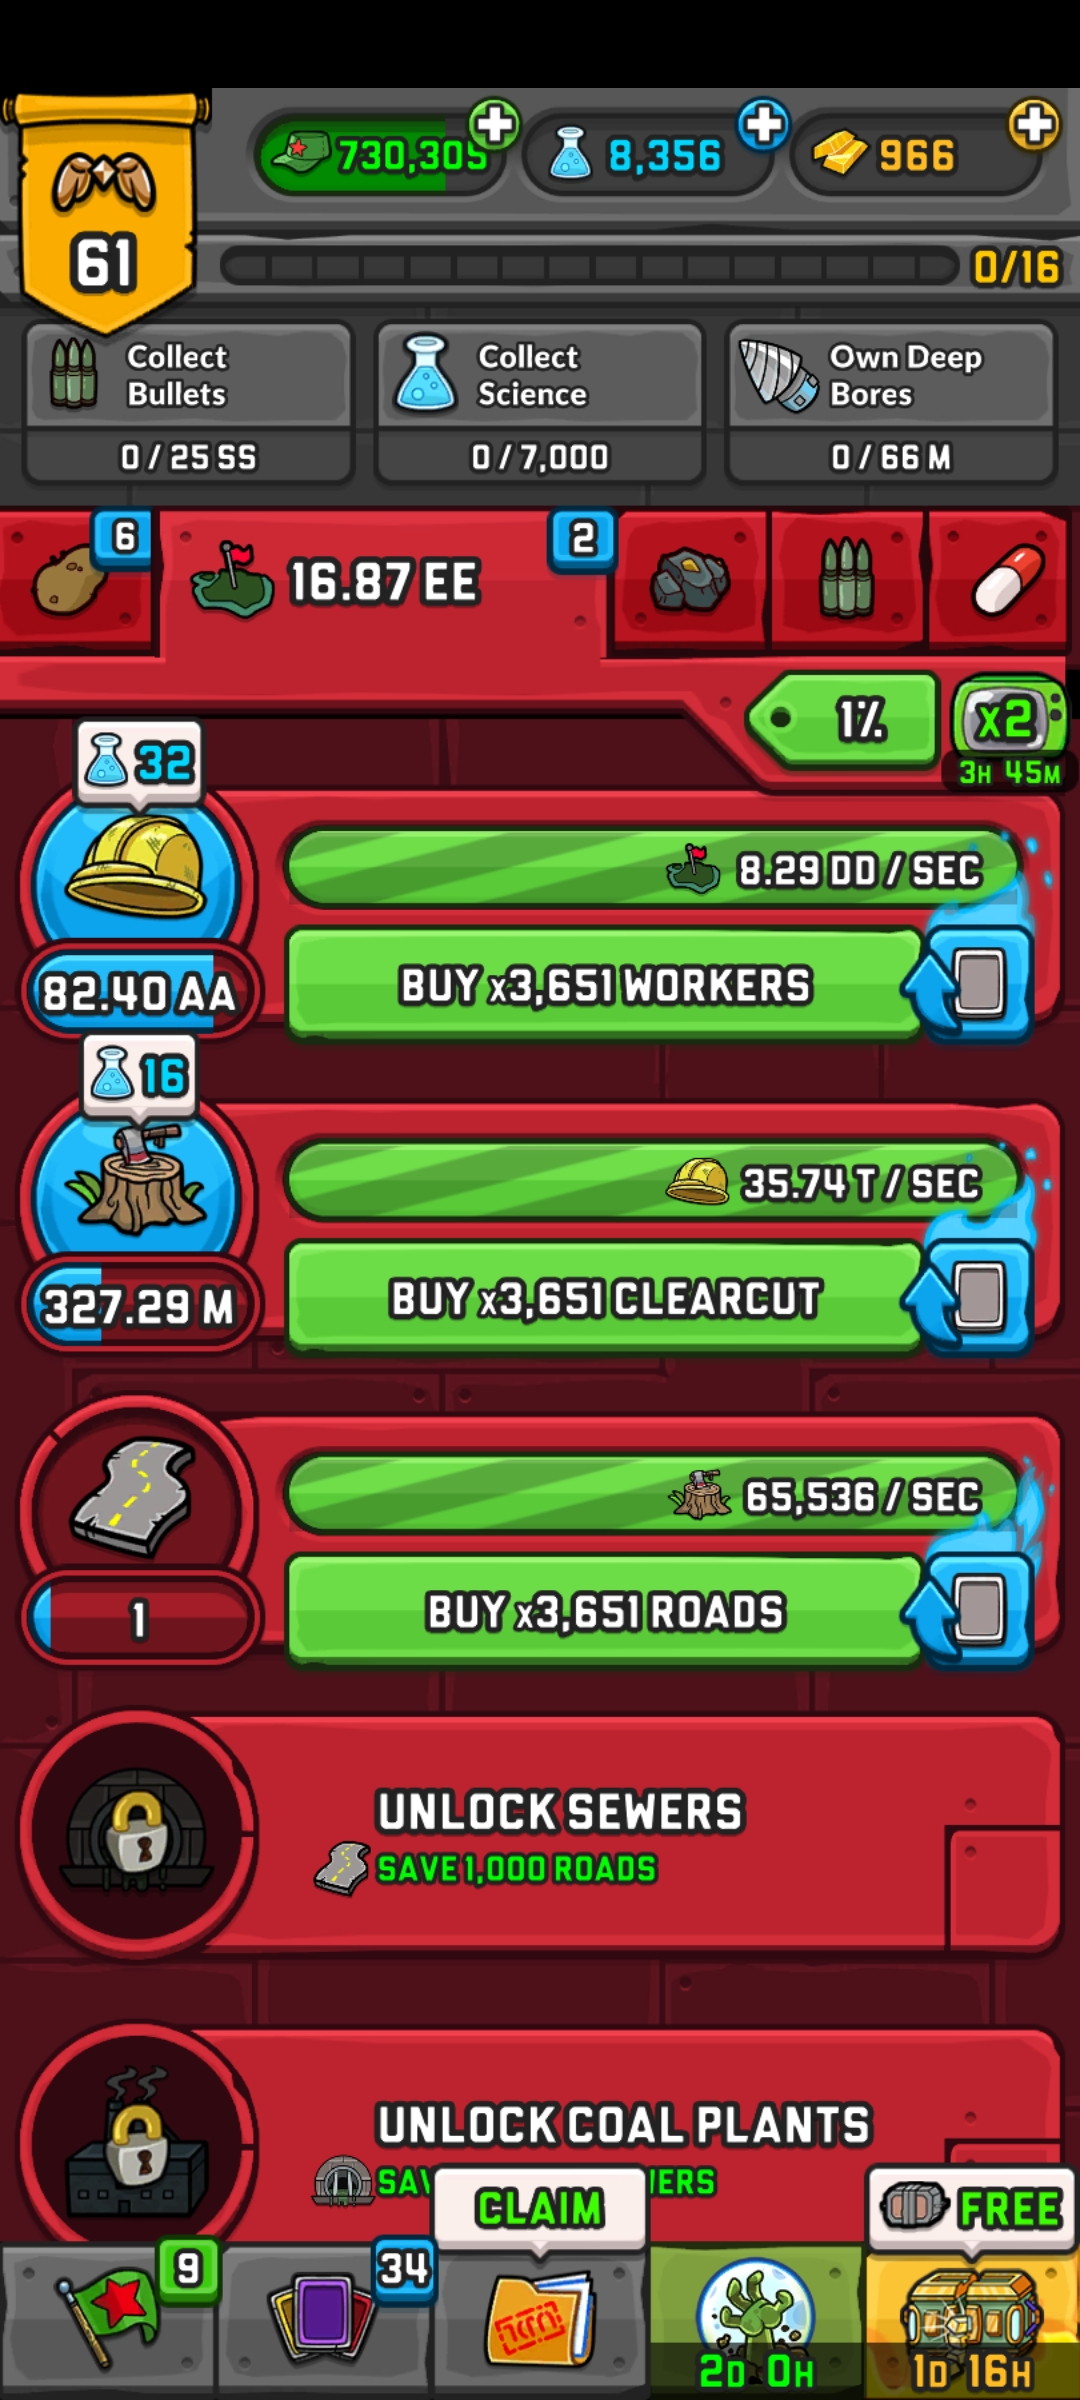 730,305
8,356
966
61
0/16
Collect
Bullets
0 / 25 SS
Collect
Science
0 / 7,000
Own Deep
Bores
0 / 66 M
6
16.87 EE
2
1%
x2
3H 45M
32
8.29 DD / SEC
82.40 AA
BUY x3,651 WORKERS
16
35.74 T / SEC
327.29 M
BUY x3,651 CLEARCUT
65,536 / SEC
1
BUY x3,651 ROADS
UNLOCK SEWERS
SAVE 1,000 ROADS
UNLOCK COAL PLANTS
CLAIM
FREE
9
34
2D 0H
1D 16H